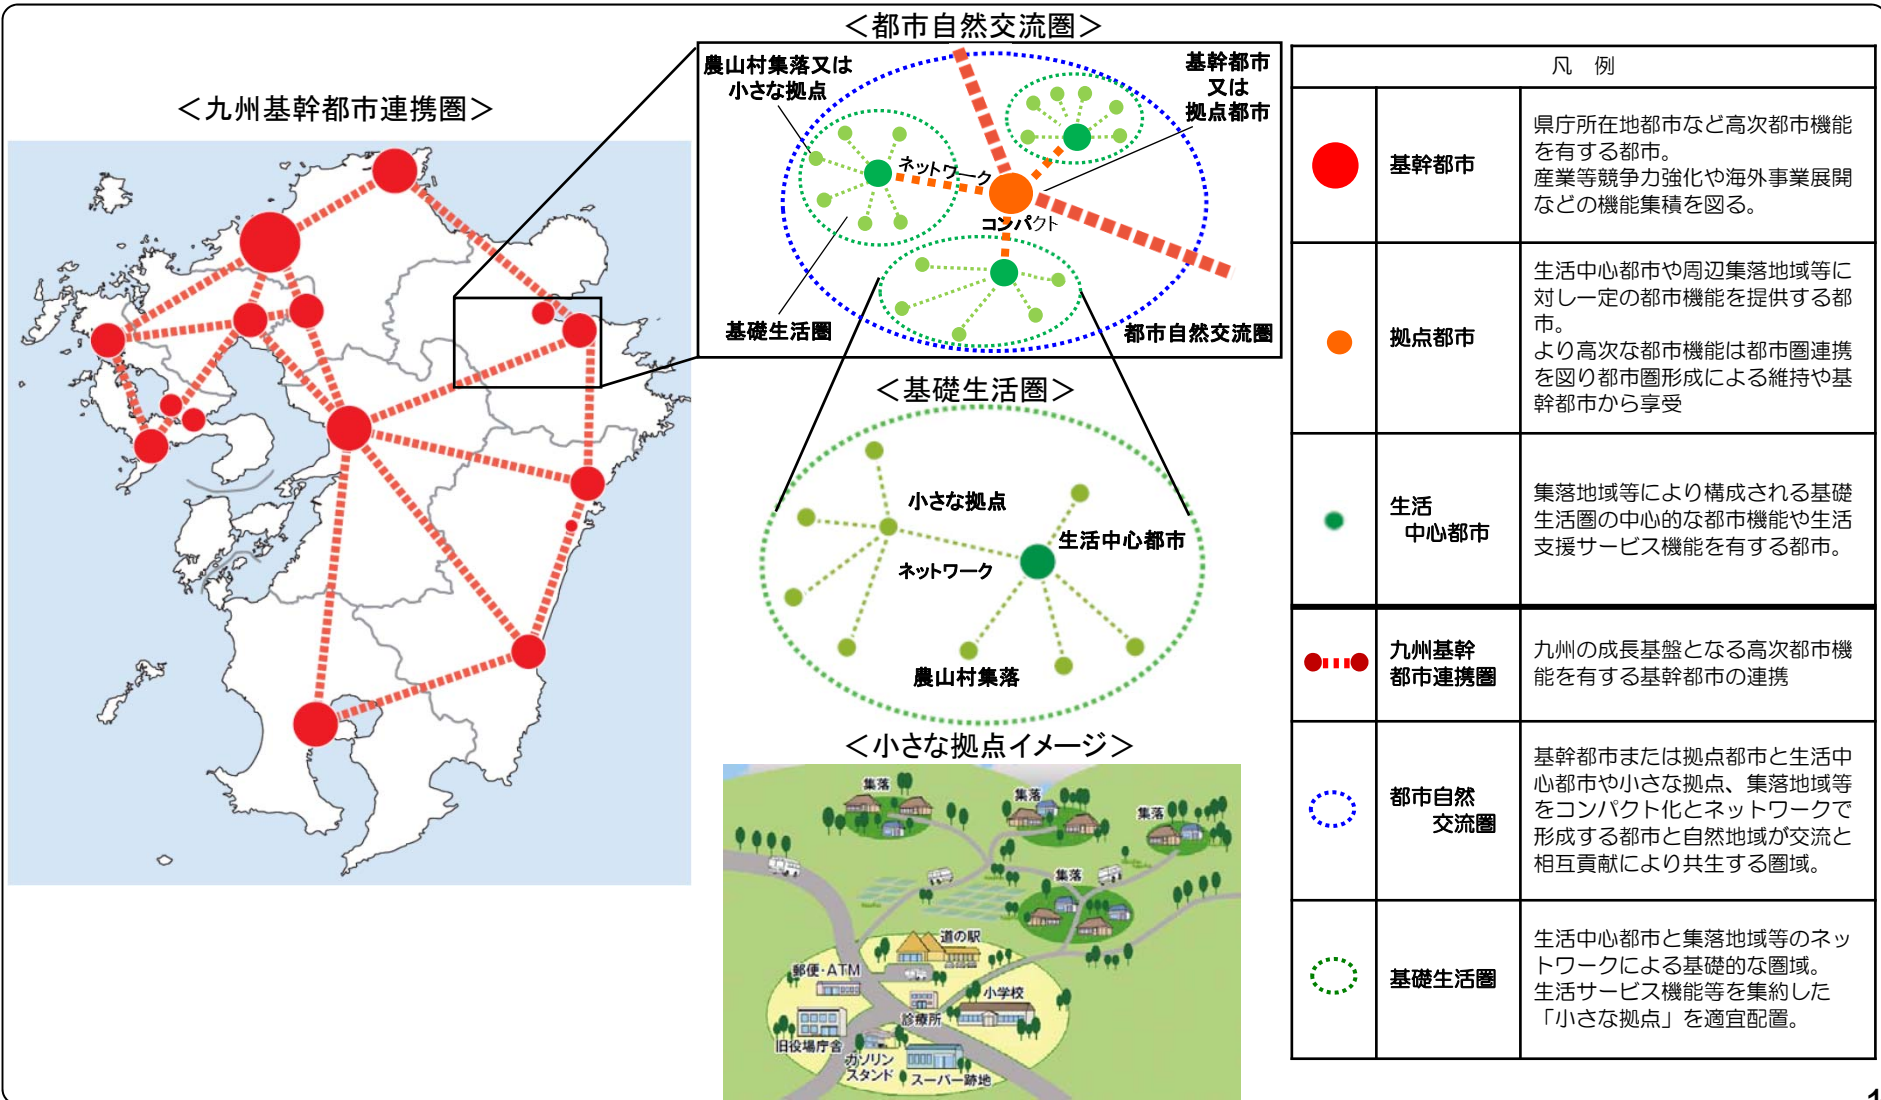 ＜都市自然交流圏＞
農山村集落又は
小さな拠点
基幹都市
又は
拠点都市
ネットワーク
コンパクト
基礎生活圏
都市自然交流圏
＜九州基幹都市連携圏＞
＜基礎生活圏＞
小さな拠点
生活中心都市
ネットワーク
農山村集落
＜小さな拠点イメージ＞
集落
集落
集落
集落
道の駅
郵便・ATM
小学校
診療所
旧役場庁舎
ガソリン
スタンド
スーパー跡地
凡 例
基幹都市
県庁所在地都市など高次都市機能
を有する都市。
産業等競争力強化や海外事業展開
などの機能集積を図る。
拠点都市
生活中心都市や周辺集落地域等に
対し一定の都市機能を提供する都
市。
より高次な都市機能は都市圏連携
を図り都市圏形成による維持や基
幹都市から享受
生活
中心都市
集落地域等により構成される基礎
生活圏の中心的な都市機能や生活
支援サービス機能を有する都市。
九州基幹
都市連携圏
九州の成長基盤となる高次都市機
能を有する基幹都市の連携
都市自然
交流圏
基幹都市または拠点都市と生活中
心都市や小さな拠点、集落地域等
をコンパクト化とネットワークで
形成する都市と自然地域が交流と
相互貢献により共生する圏域。
基礎生活圏
生活中心都市と集落地域等のネッ
トワークによる基礎的な圏域。
生活サービス機能等を集約した
「小さな拠点」を適宜配置。
1